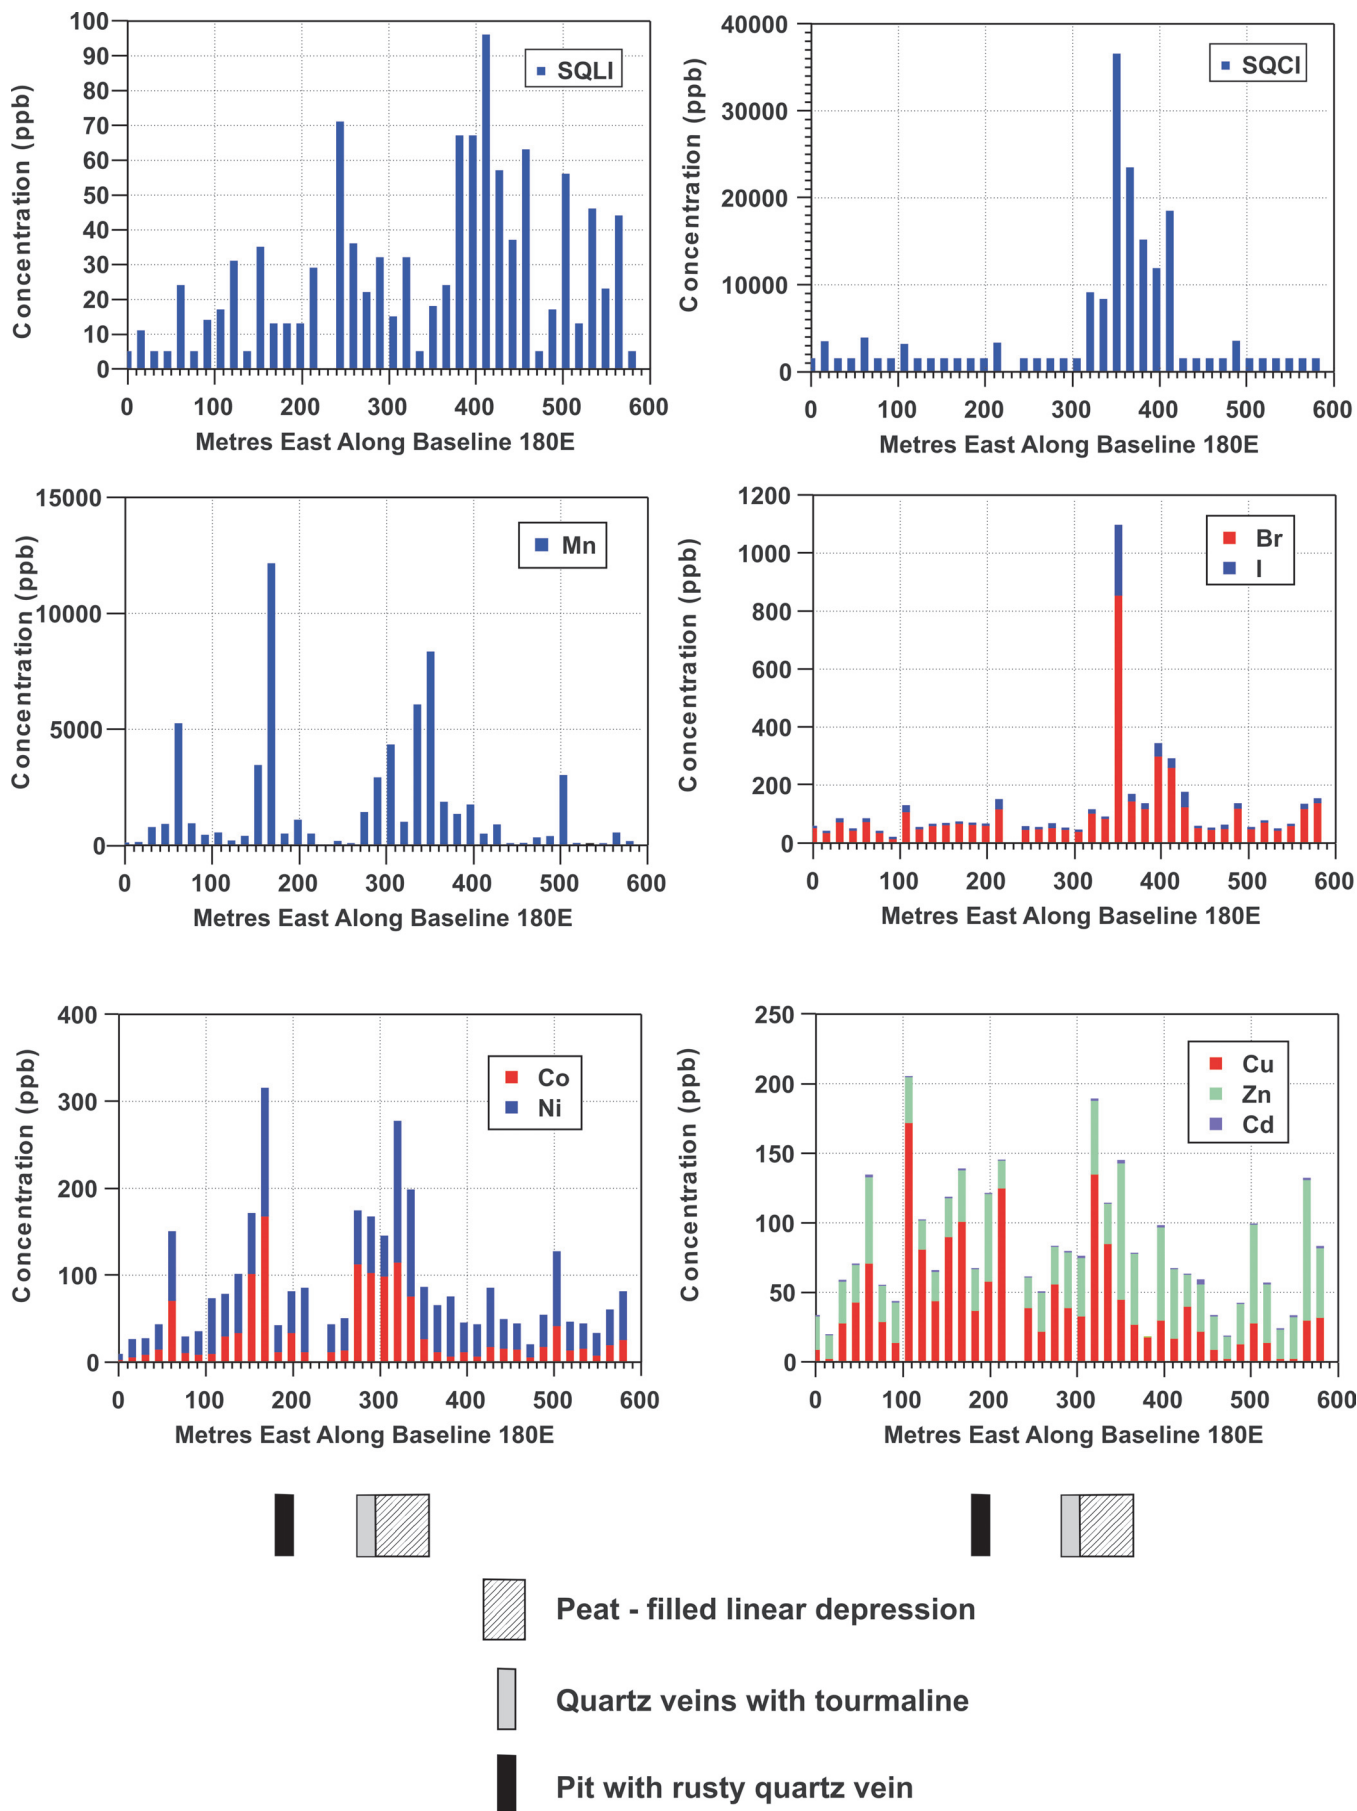 100
90
80
70
60
50
40
30
20
10
0
Concentration (ppb)
SQLI
0 100 200 300 400 500 600
Metres East Along Baseline 180E
40000
30000
20000
10000
0
Concentration (ppb)
SQCI
0 100 200 300 400 500 600
Metres East Along Baseline 180E
15000
10000
5000
0
Concentration (ppb)
Mn
0 100 200 300 400 500 600
Metres East Along Baseline 180E
1200
1000
800
600
400
200
0
Concentration (ppb)
Br
I
0 100 200 300 400 500 600
Metres East Along Baseline 180E
400
300
200
100
0
Concentration (ppb)
Co
Ni
0 100 200 300 400 500 600
Metres East Along Baseline 180E
250
200
150
100
50
0
Concentration (ppb)
Cu
Zn
Cd
0 100 200 300 400 500 600
Metres East Along Baseline 180E
Peat - filled linear depression
Quartz veins with tourmaline
Pit with rusty quartz vein